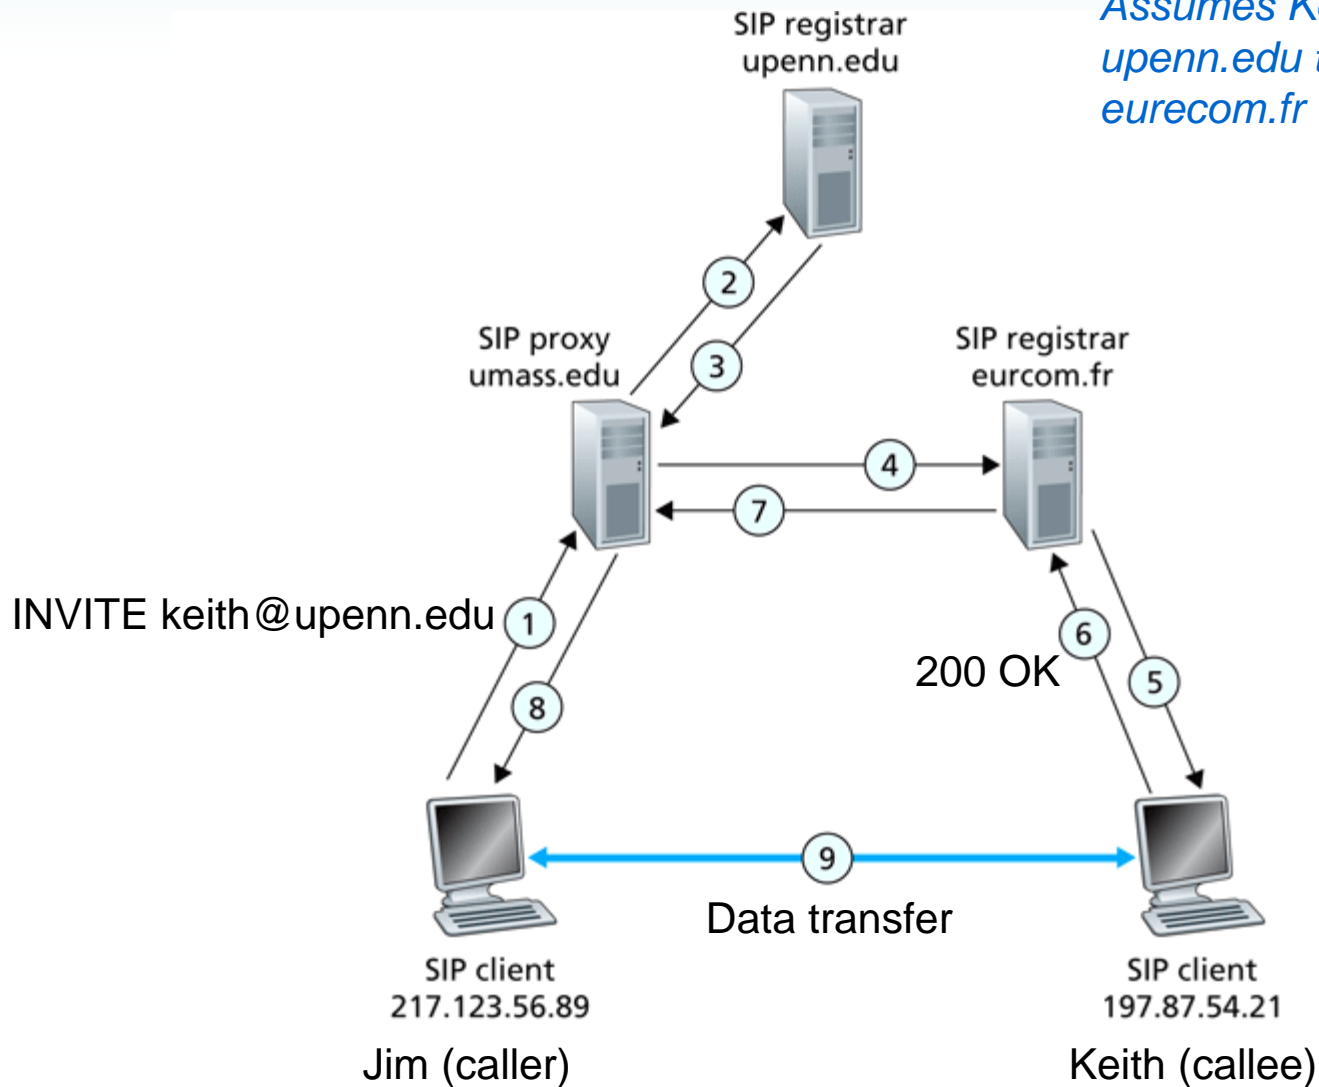 Assumes
upenn.edu
eurecom.fr
SIP registrar
upenn.edu
2
3
SIP proxy
umass.edu
SIP registrar
eurcom.fr
4
7
INVITE keith@upenn.edu
1
6
200 OK
5
8
9
Data transfer
SIP client
217.123.56.89
SIP client
197.87.54.21
Jim (caller)
Keith (callee)